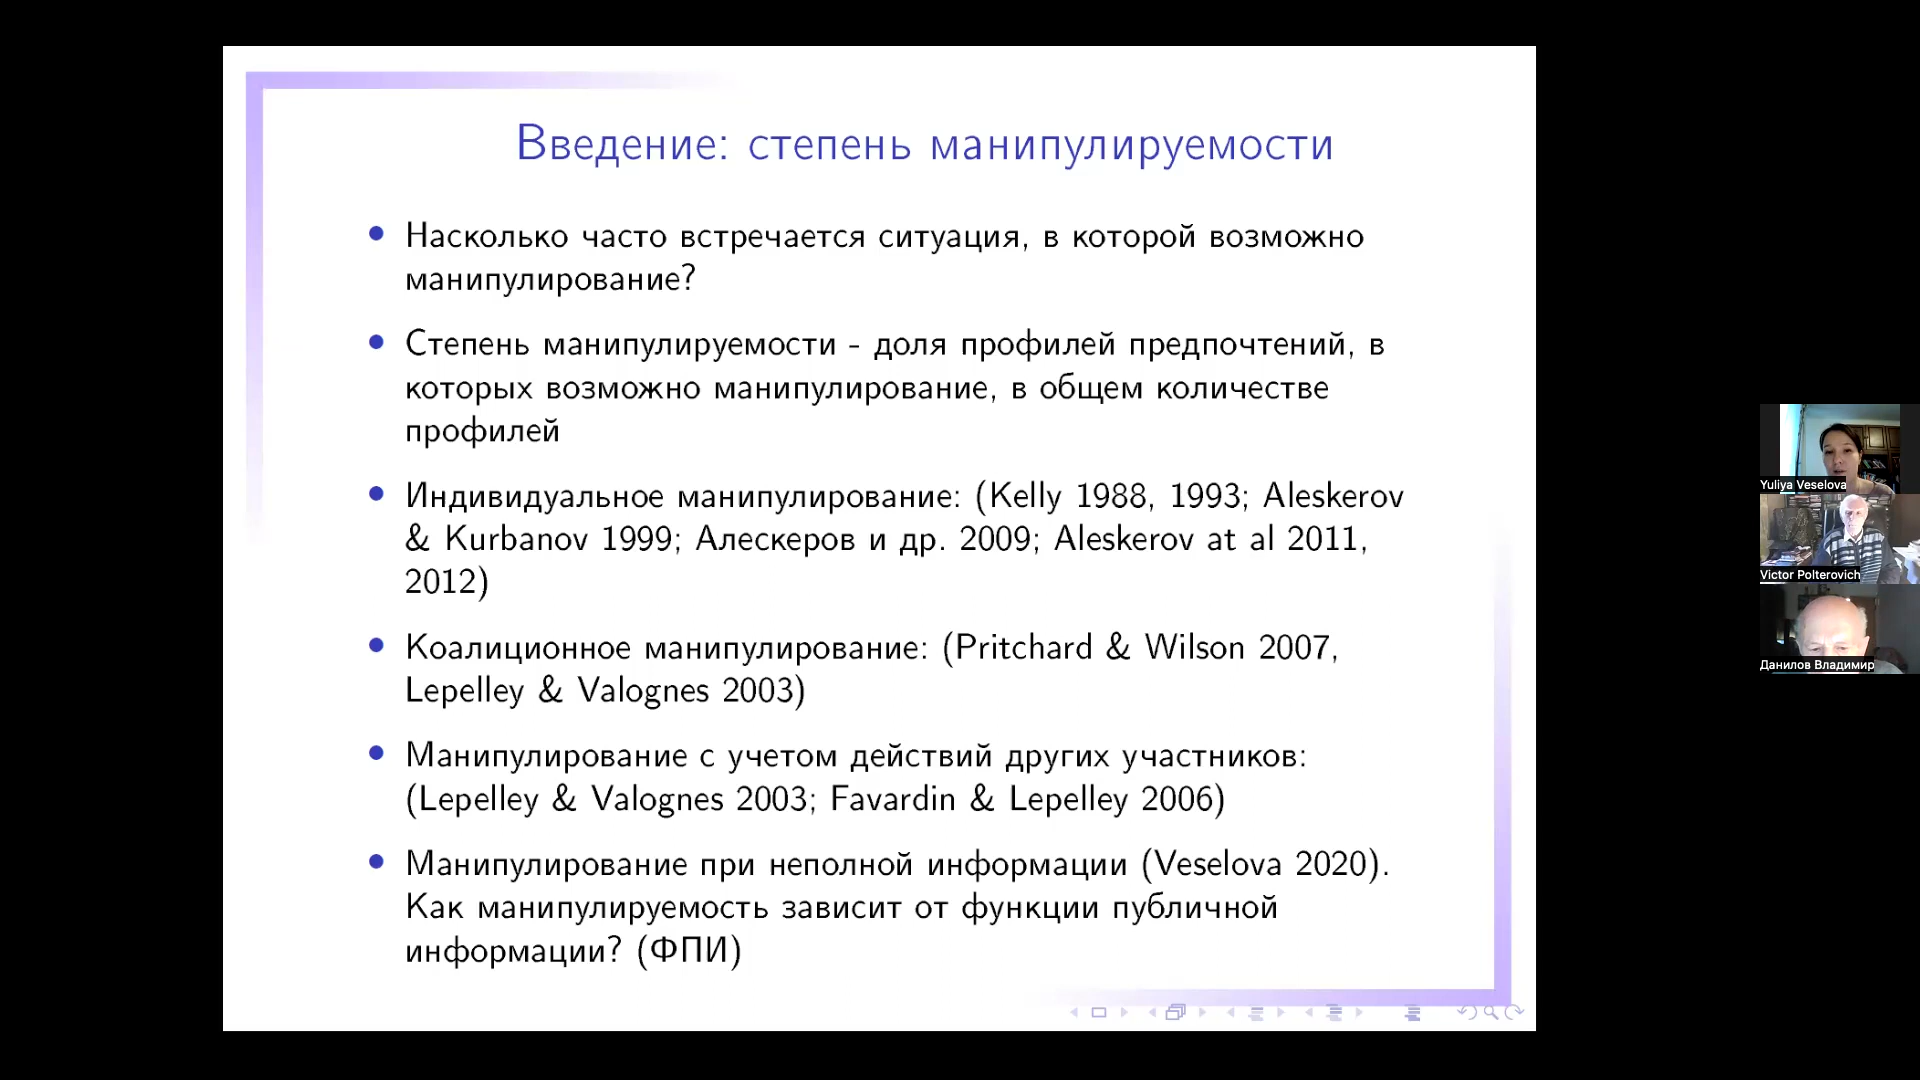 Введение: степень манипулируемости
Насколько часто встречается ситуация, в которой возможно
манипулирование?
Степень манипулируемости - доля профилей предпочтений, в
которых возможно манипулирование, в общем количестве
профилей
Индивидуальное манипулирование: (Kelly 1988, 1993; Aleskerov
& Kurbanov 1999; Алескеров и др. 2009; Aleskerov at al 2011,
2012)
Коалиционное манипулирование: (Pritchard & Wilson 2007,
Lepelley & Valognes 2003)
Манипулирование с учетом действий других участников:
(Lepelley & Valognes 2003; Favardin & Lepelley 2006)
Манипулирование при неполной информации (Veselova 2020).
Как манипулируемость зависит от функции публичной
информации? (ФПИ)
Yuliya Veselova
Victor Polterovich
Данилов Владимир